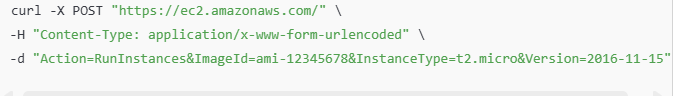 curl -X POST "https://ec2.amazonaws.com/" \
-H "Content-Type: application/x-www-form-urlencoded" \
-d "Action=RunInstances&ImageId=ami-12345678&InstanceType=t2.micro&Version=2016-11-15"